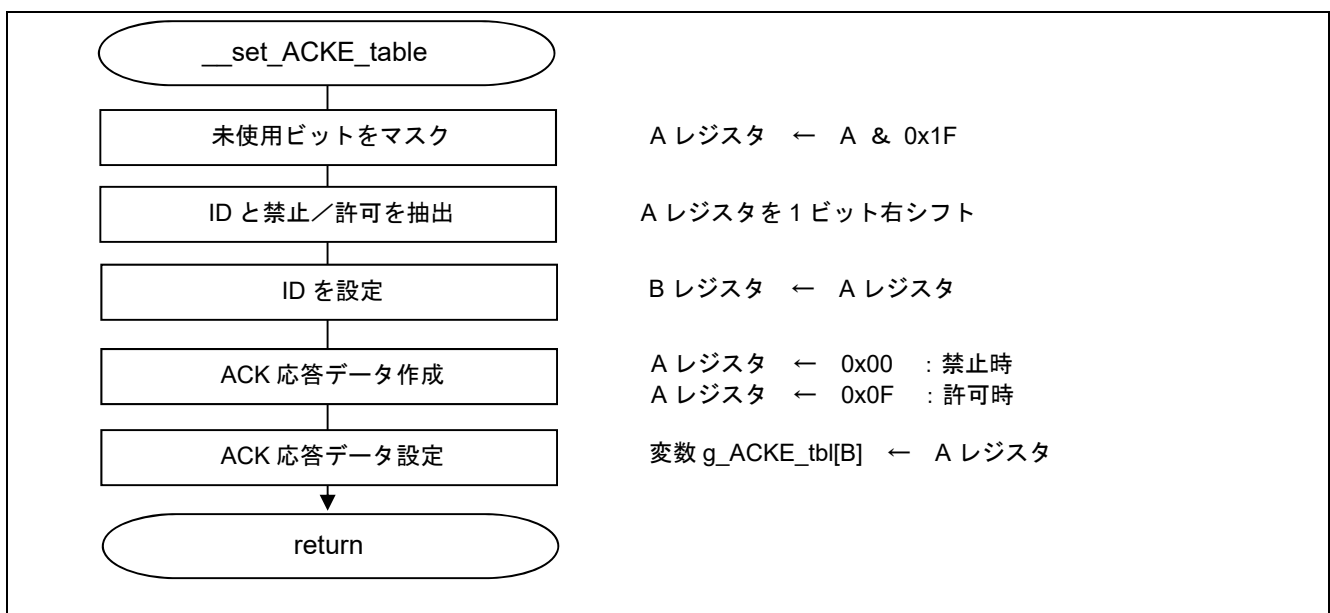 __set_ACKE_table
未使用ビットをマスク
A レジスタ ← A & 0x1F
ID と禁止/許可を抽出
A レジスタを 1 ビット右シフト
ID を設定
B レジスタ ← A レジスタ
ACK 応答データ作成
A レジスタ ← 0x00 : 禁止時
A レジスタ ← 0x0F : 許可時
ACK 応答データ設定
変数 g_ACKE_tbl[B] ← A レジスタ
return